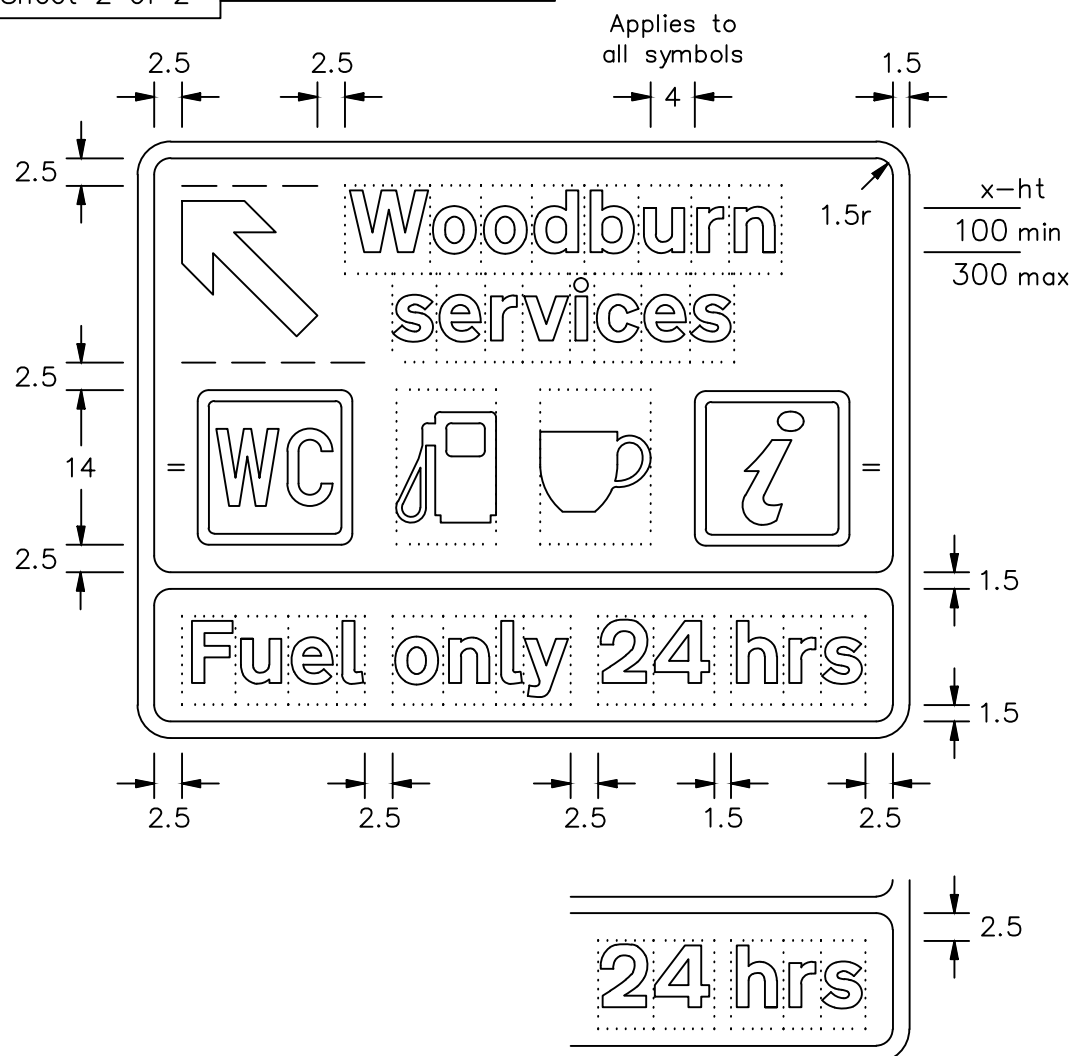 Sheet 2 of 2
Applies to
all symbols
2.5 2.5 4 1.5
2.5
1.5r
x-ht
100 min
300 max
Woodburn
services
2.5
14
= WC i =
2.5
1.5
Fuel only 24 hrs
1.5
2.5 2.5 2.5 1.5 2.5
2.5
24 hrs